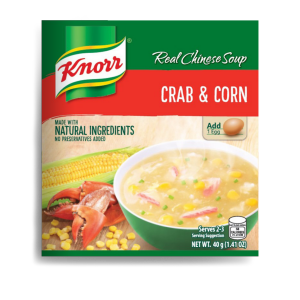 Knorr
Real Chinese Soup
CRAB & CORN
MADE WITH
NATURAL INGREDIENTS
NO PRESERVATIVES ADDED
Add
1 Egg
Serves 2-3
Serving Suggestion
NET WT. 40g (1.41 OZ)